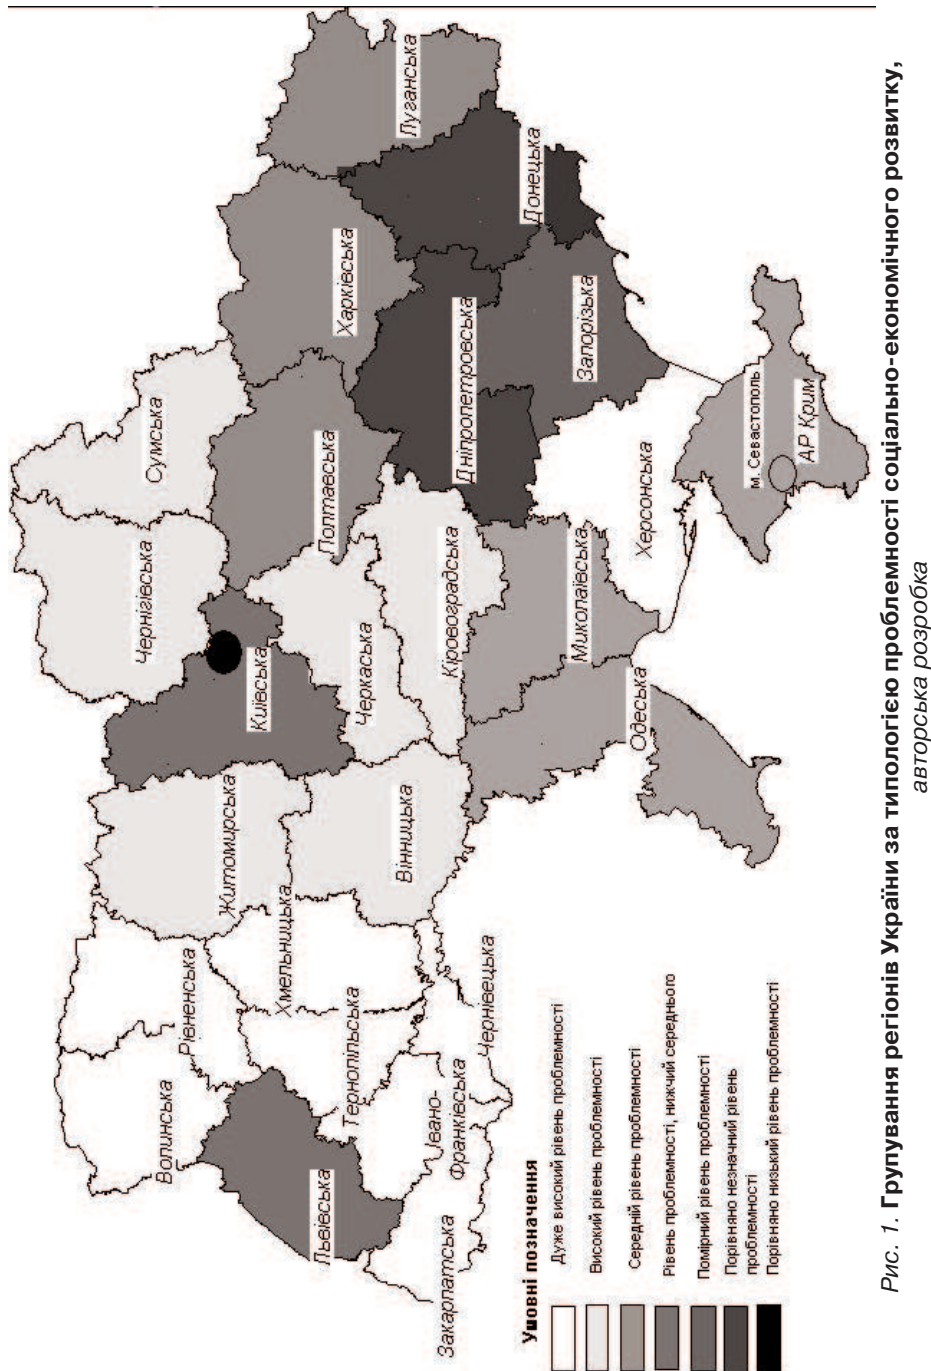 Волинська
Рівненська
Житомирська
Київська
Чернігівська
Сумська
Львівська
Тернопільська
Хмельницька
Вінницька
Черкаська
Полтавська
Харківська
Луганська
Закарпатська
Івано-
Франківська
Чернівецька
Кіровоградська
Дніпропетровська
Донецька
Одеська
Миколаївська
Херсонська
Запорізька
м. Севастополь
АР Крим
Умовні позначення
Дуже високий рівень проблемності
Високий рівень проблемності
Середній рівень проблемності
Рівень проблемності, нижчий середнього
Помірний рівень проблемності
Порівняно незначний рівень
проблемності
Порівняно низький рівень проблемності
Рис. 1. Групування регіонів України за типологією проблемності соціально-економічного розвитку,
авторська розробка